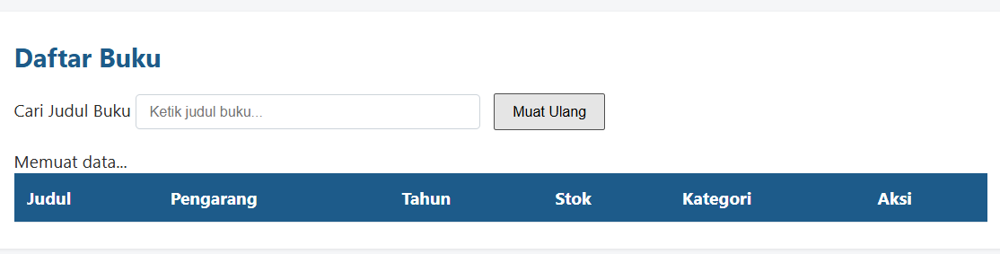 Daftar Buku
Cari Judul Buku Ketik judul buku... Muat Ulang
Memuat data...
Judul Pengarang Tahun Stok Kategori Aksi